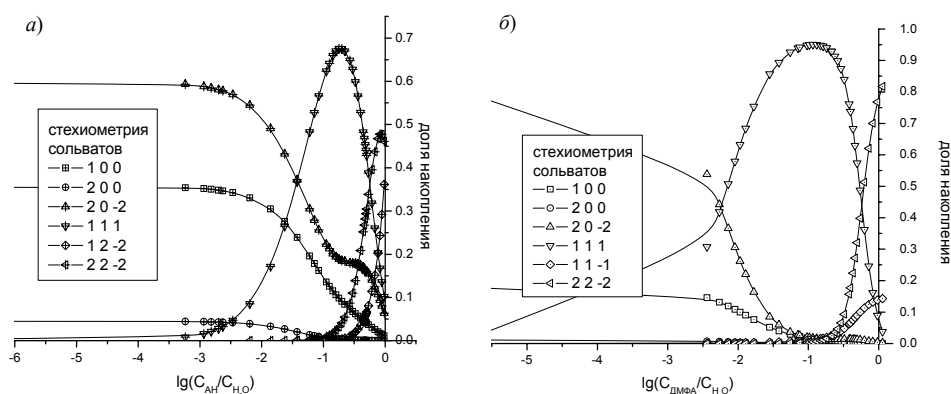 а)
0.7
0.6
0.5
0.4
0.3
0.2
0.1
0.0
доля накопления
стехиометрия
сольватов
1 0 0
2 0 0
2 0 -2
1 1 1
1 2 -2
2 2 -2
-6 -5 -4 -3 -2 -1 0
lg(C_АН/C_H,O)
б)
1.0
0.9
0.8
0.7
0.6
0.5
0.4
0.3
0.2
0.1
0.0
доля накопления
стехиометрия
сольватов
1 0 0
2 0 0
2 0 -2
1 1 1
1 1 -1
2 2 -2
-5 -4 -3 -2 -1 0
lg(C_ДМФА/C_H O)